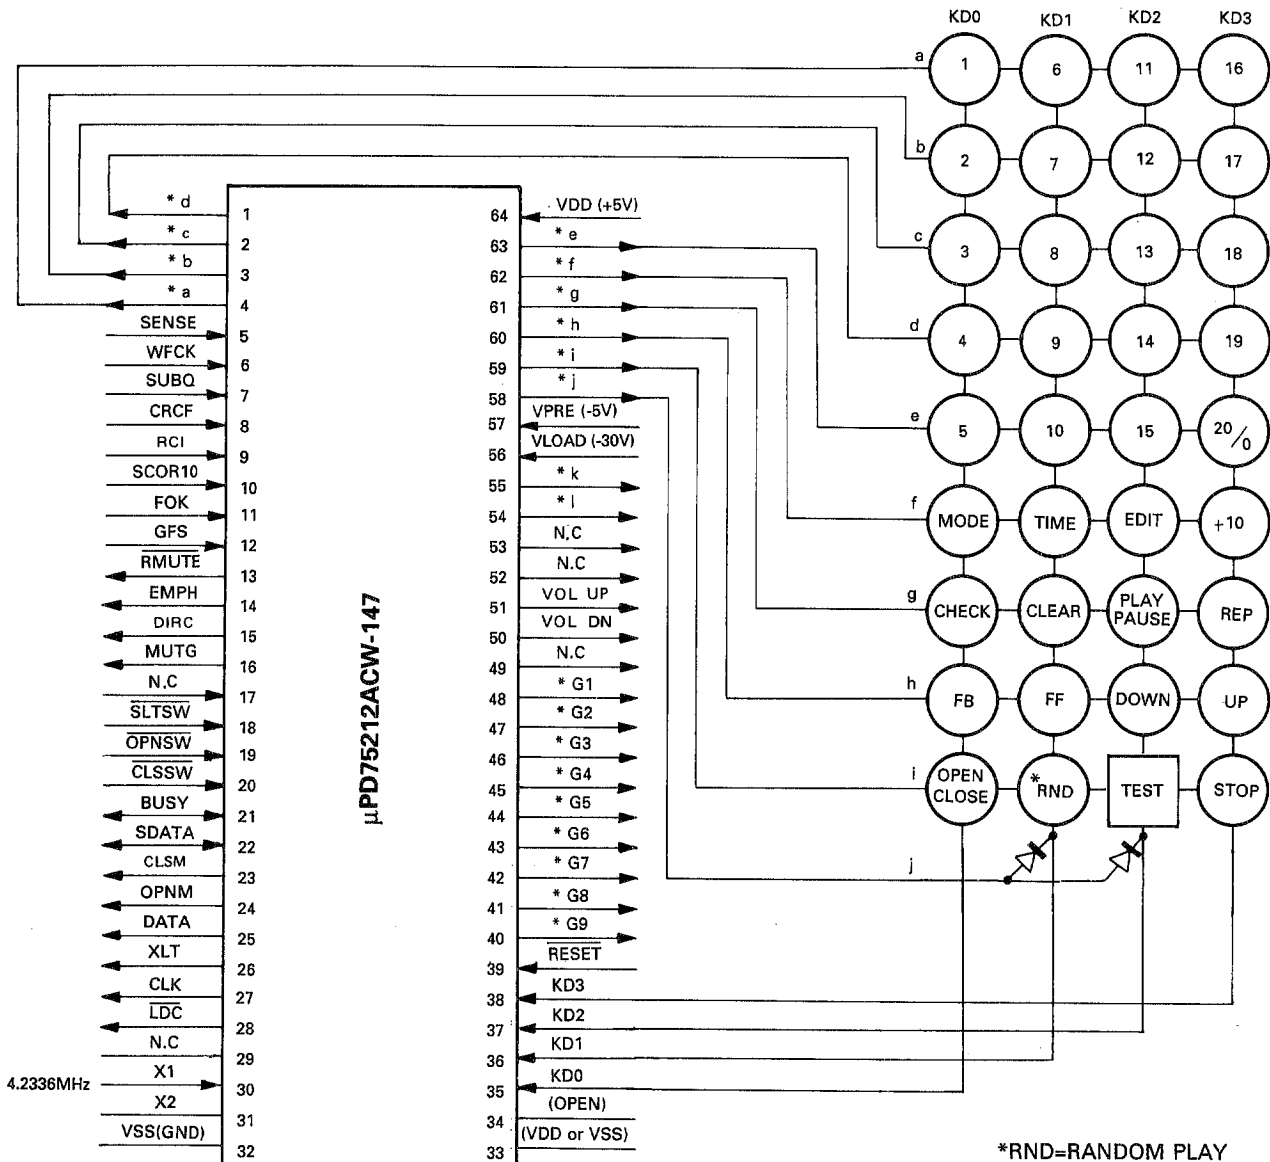 KD0 KD1 KD2 KD3
a 1 6 11 16
b 2 7 12 17
c 3 8 13 18
d 4 9 14 19
e 5 10 15 20/0
f MODE TIME EDIT +10
g CHECK CLEAR PLAY PAUSE REP
h FB FF DOWN UP
i OPEN CLOSE *RND TEST STOP
j
* d 1
* c 2
* b 3
* a 4
SENSE 5
WFCK 6
SUBQ 7
CRCF 8
RCI 9
SCOR10 10
FOK 11
GFS 12
RMUTE 13
EMPH 14
DIRC 15
MUTG 16
N.C 17
SLTSW 18
OPNSW 19
CLSSW 20
BUSY 21
SDATA 22
CLSM 23
OPNM 24
DATA 25
XLT 26
CLK 27
LDC 28
N.C 29
4.2336MHz X1 30
X2 31
VSS(GND) 32
µPD75212ACW-147
64 VDD (+5V)
63 * e
62 * f
61 * g
60 * h
59 * i
58 * j
57 VPRE (-5V)
56 VLOAD (-30V)
55 * k
54 * l
53 N.C
52 N.C
51 VOL UP
50 VOL DN
49 N.C
48 * G1
47 * G2
46 * G3
45 * G4
44 * G5
43 * G6
42 * G7
41 * G8
40 * G9
39 RESET
38 KD3
37 KD2
36 KD1
35 KD0
34 (OPEN)
33 (VDD or VSS)
*RND=RANDOM PLAY